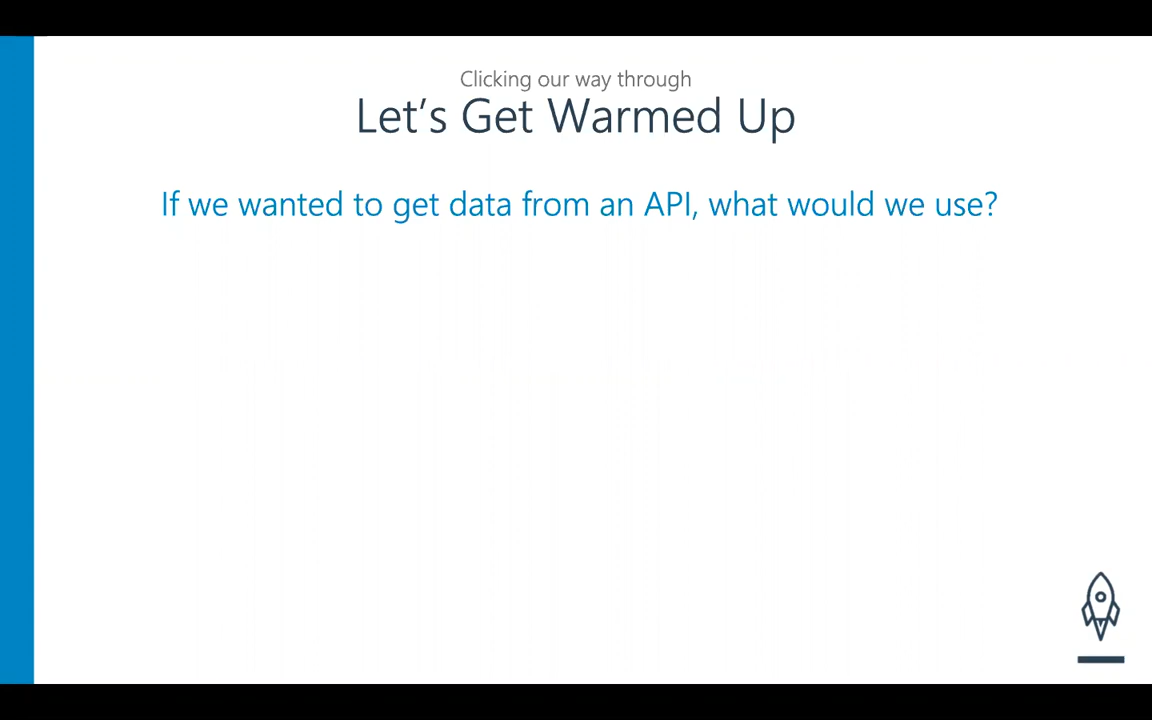 Clicking our way through
Let's Get Warmed Up
If we wanted to get data from an API, what would we use?